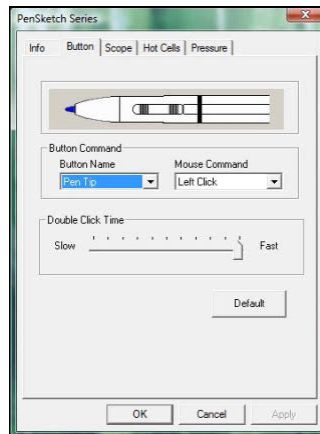 PenSketch Series
Info Button Scope Hot Cells Pressure
Button Command
Button Name Mouse Command
Pen Tip Left Click
Double Click Time
Slow Fast
Default
OK Cancel Apply